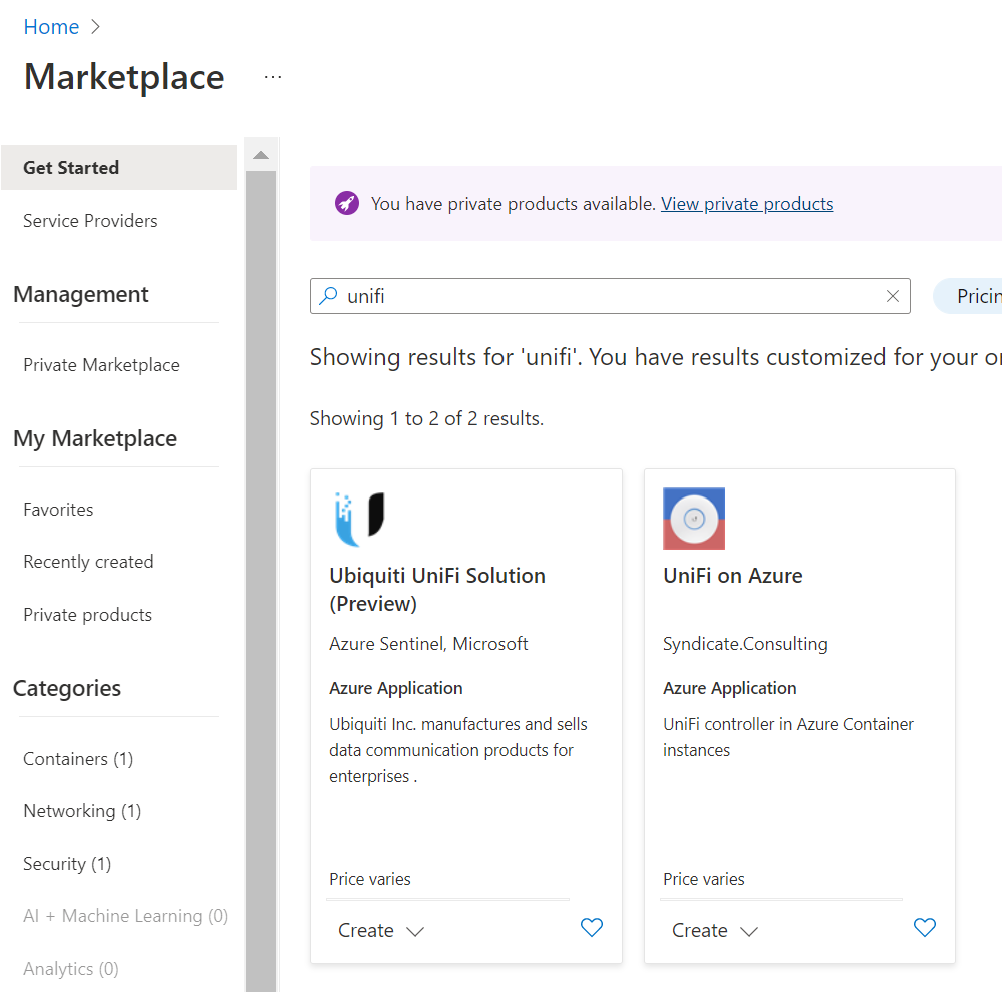 Home
Marketplace
Get Started
Service Providers
Management
Private Marketplace
My Marketplace
Favorites
Recently created
Private products
Categories
Containers (1)
Networking (1)
Security (1)
AI + Machine Learning (0)
Analytics (0)
You have private products available. View private products
unifi
Showing results for 'unifi'. You have results customized for your
Showing 1 to 2 of 2 results.
Ubiquiti UniFi Solution
(Preview)
Azure Sentinel, Microsoft
Azure Application
Ubiquiti Inc. manufactures and sells
data communication products for
enterprises .
Price varies
Create
UniFi on Azure
Syndicate.Consulting
Azure Application
UniFi controller in Azure Container
instances
Price varies
Create